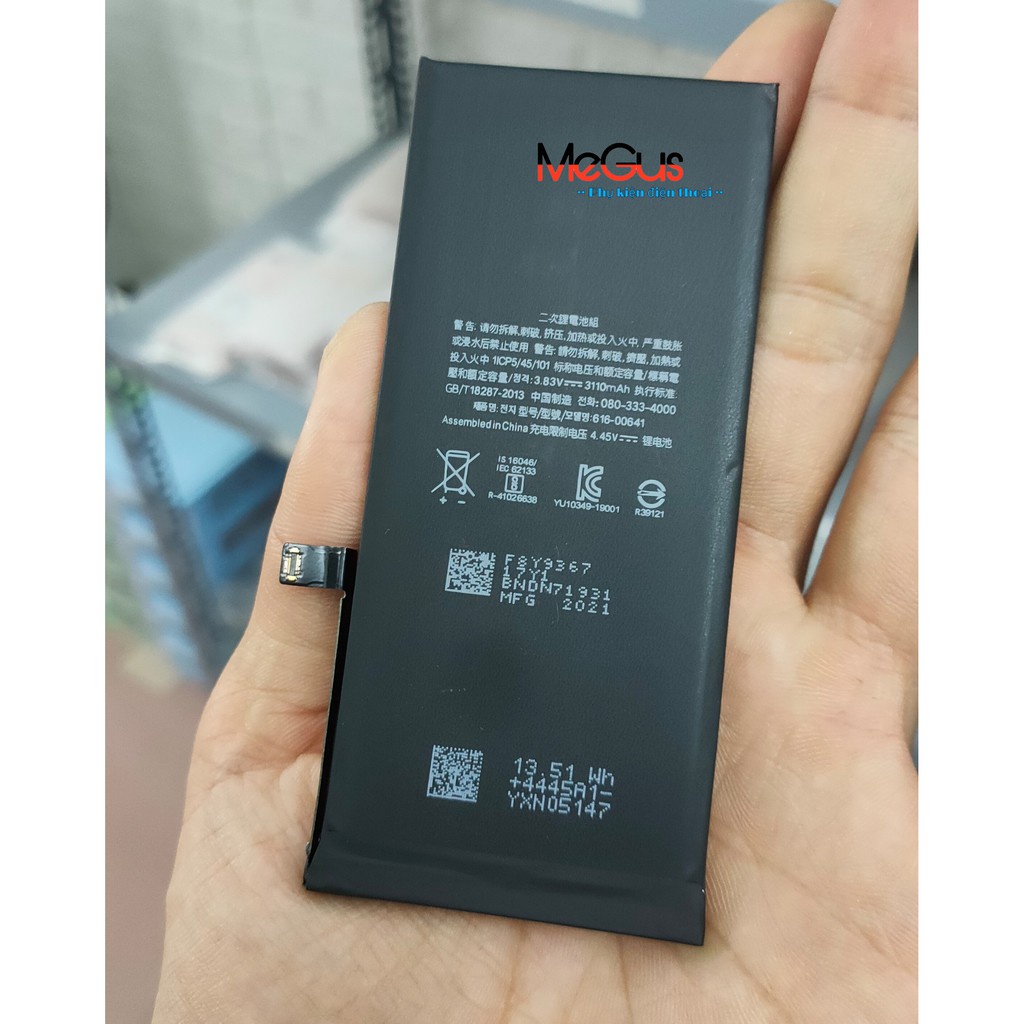 MeGus
~ Phụ kiện điện thoại ~
二次鋰電池組
警告: 请勿拆解,刺破, 挤压, 加热或投入火中, 严重鼓胀
或浸水后禁止使用 警告: 請勿拆解, 刺破, 擠壓, 加熱或
投入火中 1ICP5/45/101 标称电压和额定容量/標稱電
壓和額定容量/정격: 3.83V⎓ 3110mAh 执行标准:
GB/T18287-2013 中国制造 전화: 080-333-4000
제품명: 전지 型号/型號/모델명: 616-00641
Assembled in China 充电限制电压 4.45V⎓ 锂电池
IS 16046/
IEC 62133
R-41026638
YU10349-19001
R39121
+ −
F8Y9367
17Y1
BNDN71931
MFG 2021
13.51 Wh
+4445A1-
YXN05147